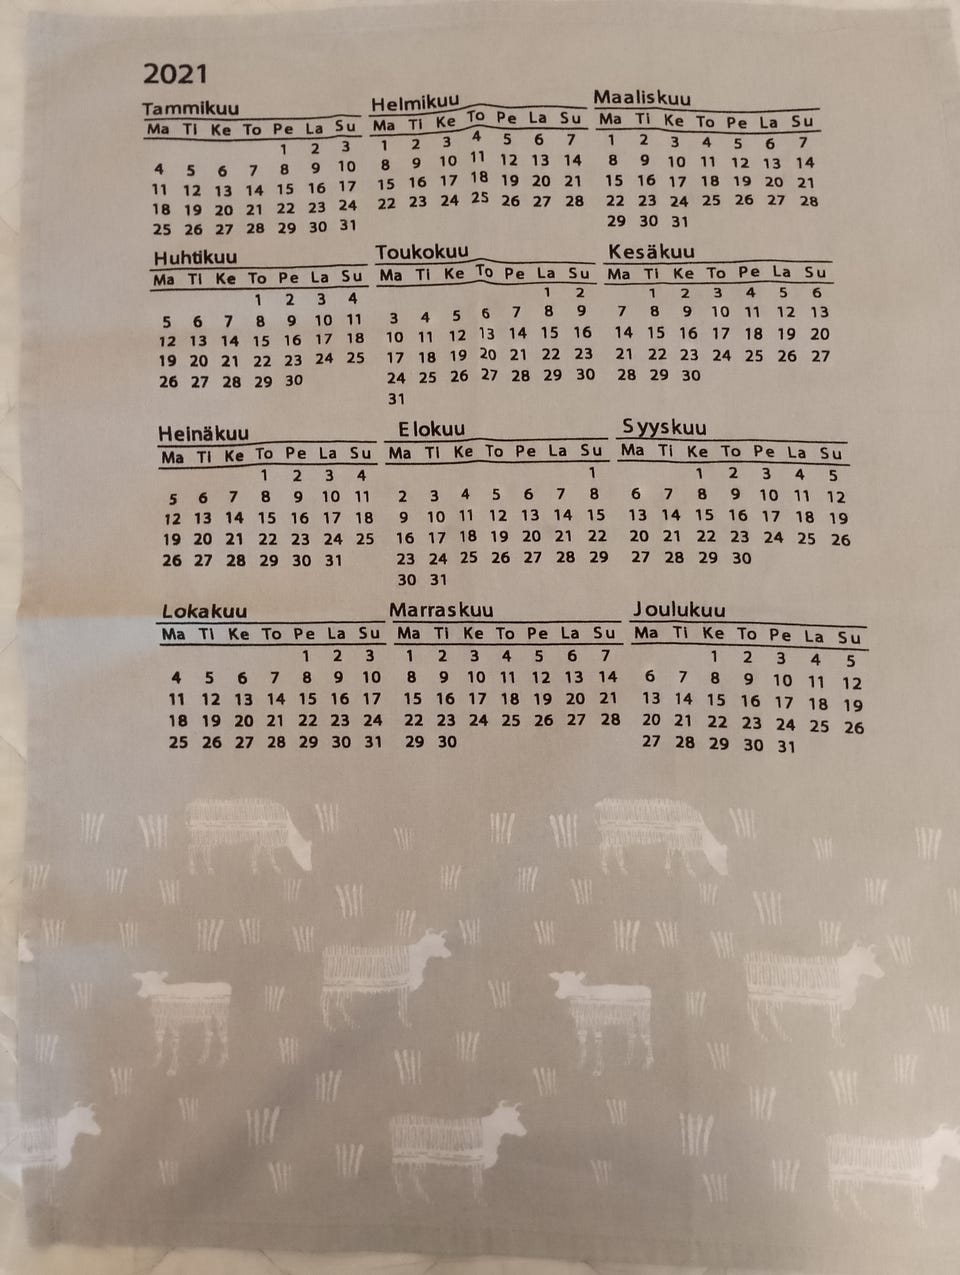 2021
Tammikuu
Ma Ti Ke To Pe La Su
1 2 3
4 5 6 7 8 9 10
11 12 13 14 15 16 17
18 19 20 21 22 23 24
25 26 27 28 29 30 31
Helmikuu
Ma Ti Ke To Pe La Su
1 2 3 4 5 6 7
8 9 10 11 12 13 14
15 16 17 18 19 20 21
22 23 24 25 26 27 28
Maaliskuu
Ma Ti Ke To Pe La Su
1 2 3 4 5 6 7
8 9 10 11 12 13 14
15 16 17 18 19 20 21
22 23 24 25 26 27 28
29 30 31
Huhtikuu
Ma Ti Ke To Pe La Su
1 2 3 4
5 6 7 8 9 10 11
12 13 14 15 16 17 18
19 20 21 22 23 24 25
26 27 28 29 30
Toukokuu
Ma Ti Ke To Pe La Su
1 2
3 4 5 6 7 8 9
10 11 12 13 14 15 16
17 18 19 20 21 22 23
24 25 26 27 28 29 30
31
Kesäkuu
Ma Ti Ke To Pe La Su
1 2 3 4 5 6
7 8 9 10 11 12 13
14 15 16 17 18 19 20
21 22 23 24 25 26 27
28 29 30
Heinäkuu
Ma Ti Ke To Pe La Su
1 2 3 4
5 6 7 8 9 10 11
12 13 14 15 16 17 18
19 20 21 22 23 24 25
26 27 28 29 30 31
Elokuu
Ma Ti Ke To Pe La Su
1
2 3 4 5 6 7 8
9 10 11 12 13 14 15
16 17 18 19 20 21 22
23 24 25 26 27 28 29
30 31
Syyskuu
Ma Ti Ke To Pe La Su
1 2 3 4 5
6 7 8 9 10 11 12
13 14 15 16 17 18 19
20 21 22 23 24 25 26
27 28 29 30
Lokakuu
Ma Ti Ke To Pe La Su
1 2 3
4 5 6 7 8 9 10
11 12 13 14 15 16 17
18 19 20 21 22 23 24
25 26 27 28 29 30 31
Marraskuu
Ma Ti Ke To Pe La Su
1 2 3 4 5 6 7
8 9 10 11 12 13 14
15 16 17 18 19 20 21
22 23 24 25 26 27 28
29 30
Joulukuu
Ma Ti Ke To Pe La Su
1 2 3 4 5
6 7 8 9 10 11 12
13 14 15 16 17 18 19
20 21 22 23 24 25 26
27 28 29 30 31